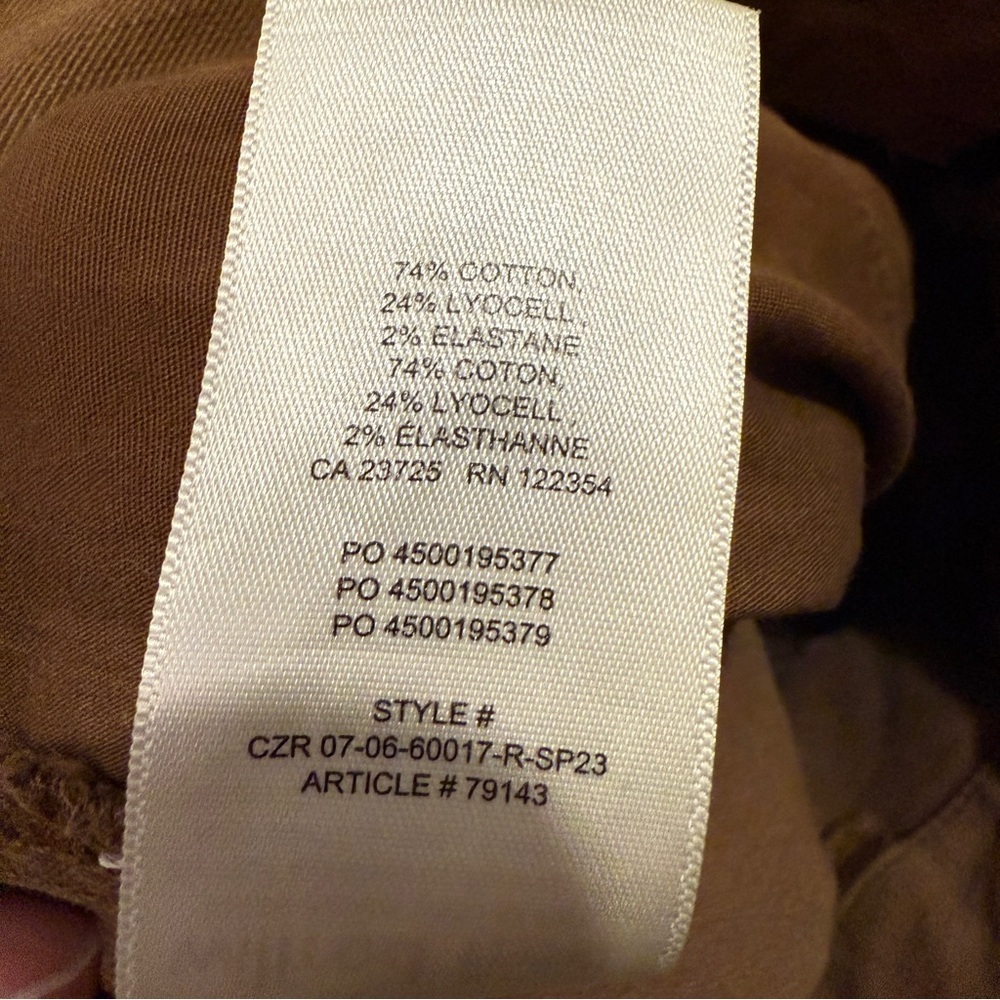 74% COTTON,
24% LYOCELL,
2% ELASTANE
74% COTON,
24% LYOCELL,
2% ÉLASTHANNE
CA 23725 RN 122354
PO 4500195377
PO 4500195378
PO 4500195379
STYLE #
CZR 07-06-60017-R-SP23
ARTICLE # 79143